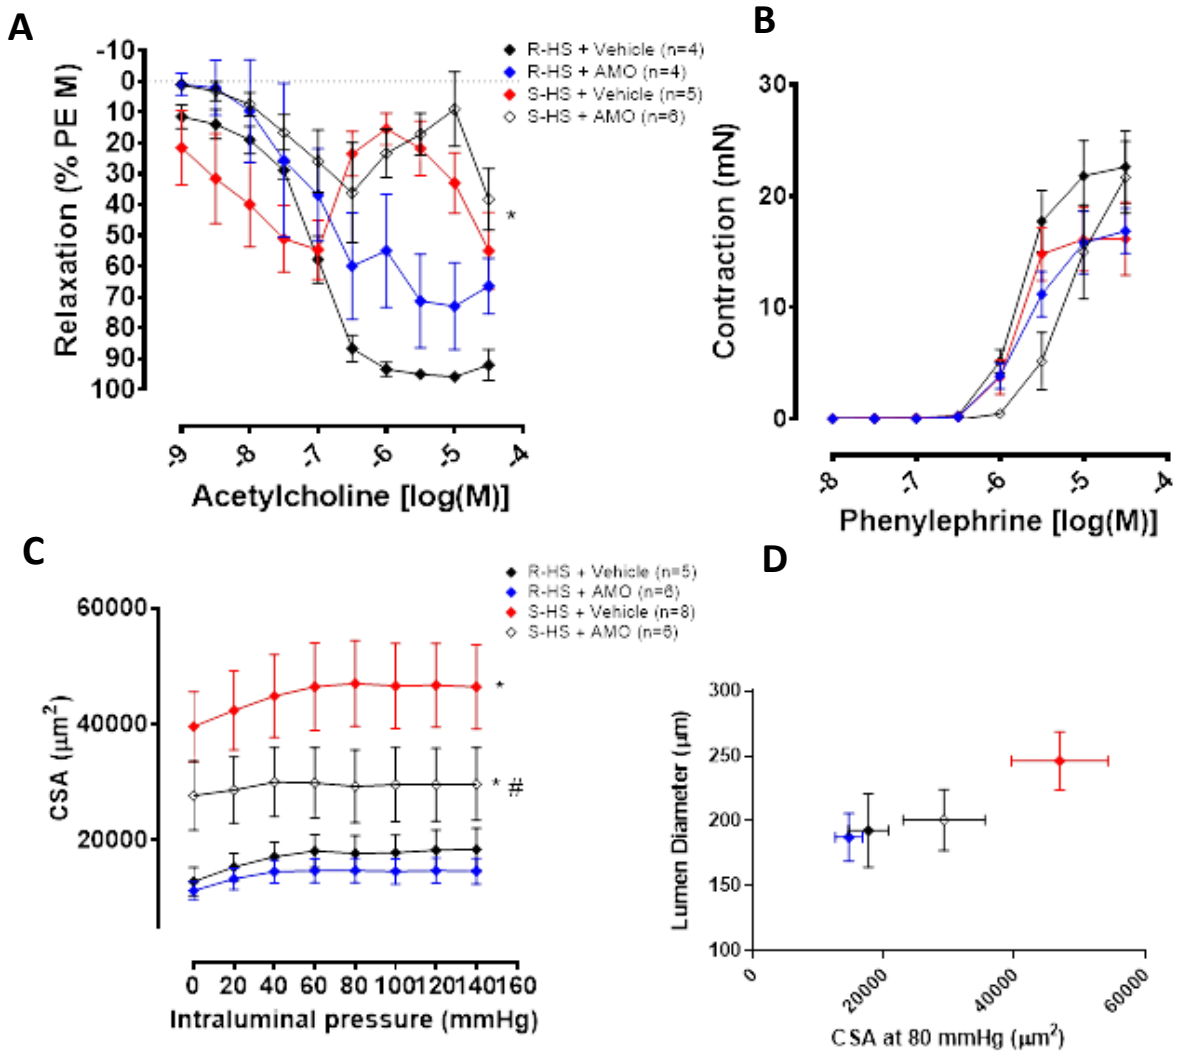 A
-10
0
10
20
30
40
50
60
70
80
90
100
Relaxation (% PE M)
R-HS + Vehicle (n=4)
R-HS + AMO (n=4)
S-HS + Vehicle (n=5)
S-HS + AMO (n=6)
*
-9
-8
-7
-6
-5
-4
Acetylcholine [log(M)]
B
30
20
10
0
Contraction (mN)
-8
-7
-6
-5
-4
Phenylephrine [log(M)]
C
R-HS + Vehicle (n=5)
R-HS + AMO (n=6)
S-HS + Vehicle (n=8)
S-HS + AMO (n=6)
60000
40000
20000
CSA (μm²)
*
* #
0 20 40 60 80 100 120 140 160
Intraluminal pressure (mmHg)
D
300
250
200
150
100
Lumen Diameter (μm)
0
20000
40000
60000
CSA at 80 mmHg (μm²)